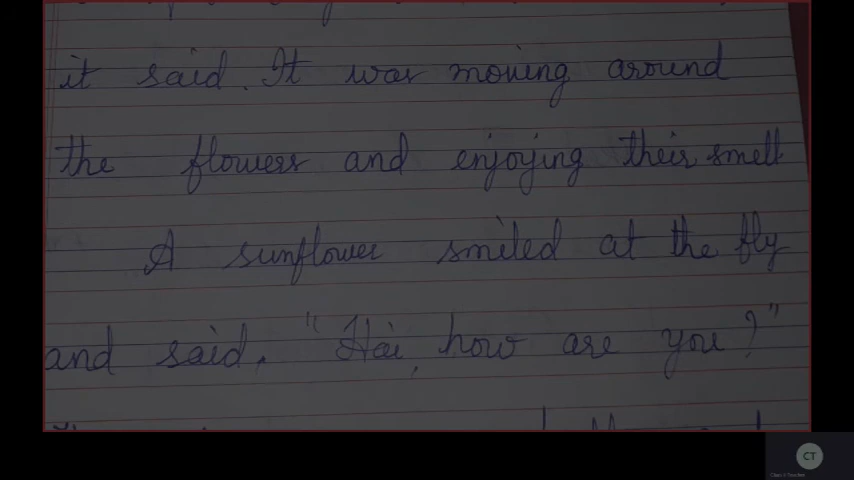 it said. It was moving around
the flowers and enjoying their smell
A sunflower smiled at the fly
and said, "Hai, how are you?"
CT